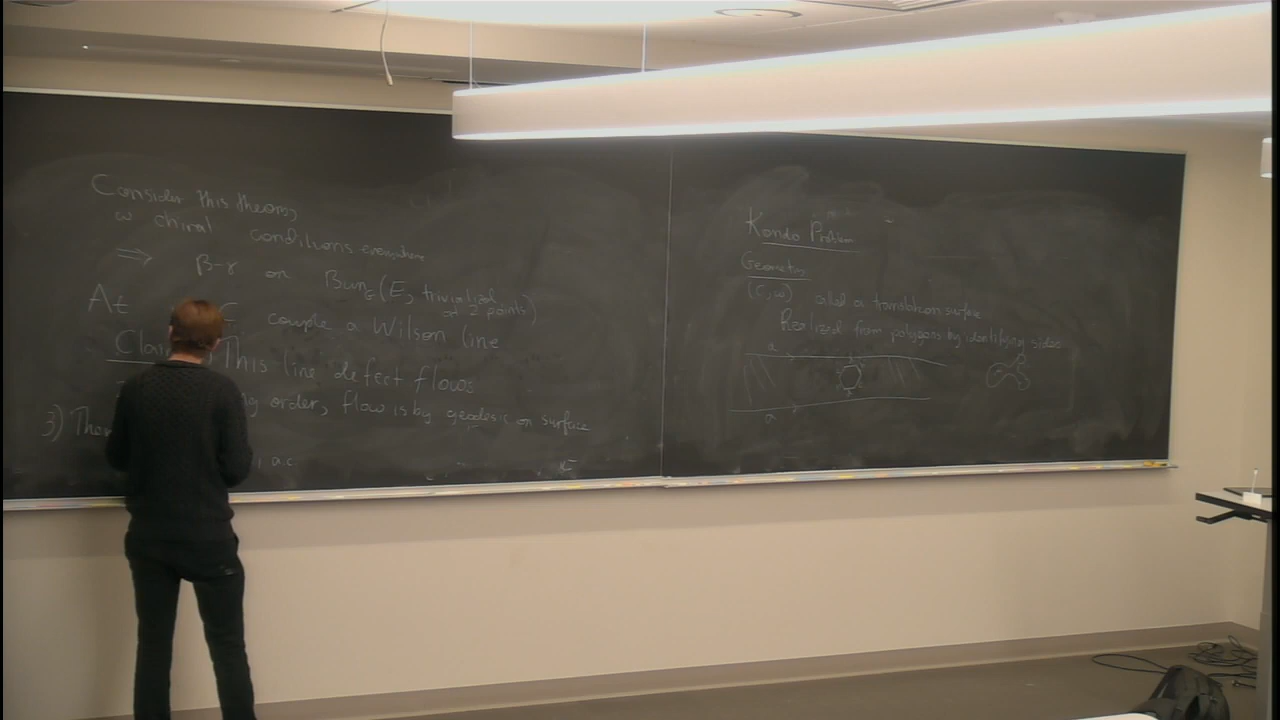 Consider this theory,
w chiral conditions everywhere
⟹ β-γ on Bun_G(E, trivialized at 2 points)
At couple a Wilson line
This line defect flows
order, flow is by geodesic on surface
3)
Kondo Problem
Geometry
(C, ω) called a translation surface
Realized from polygons by identifying sides
a
a